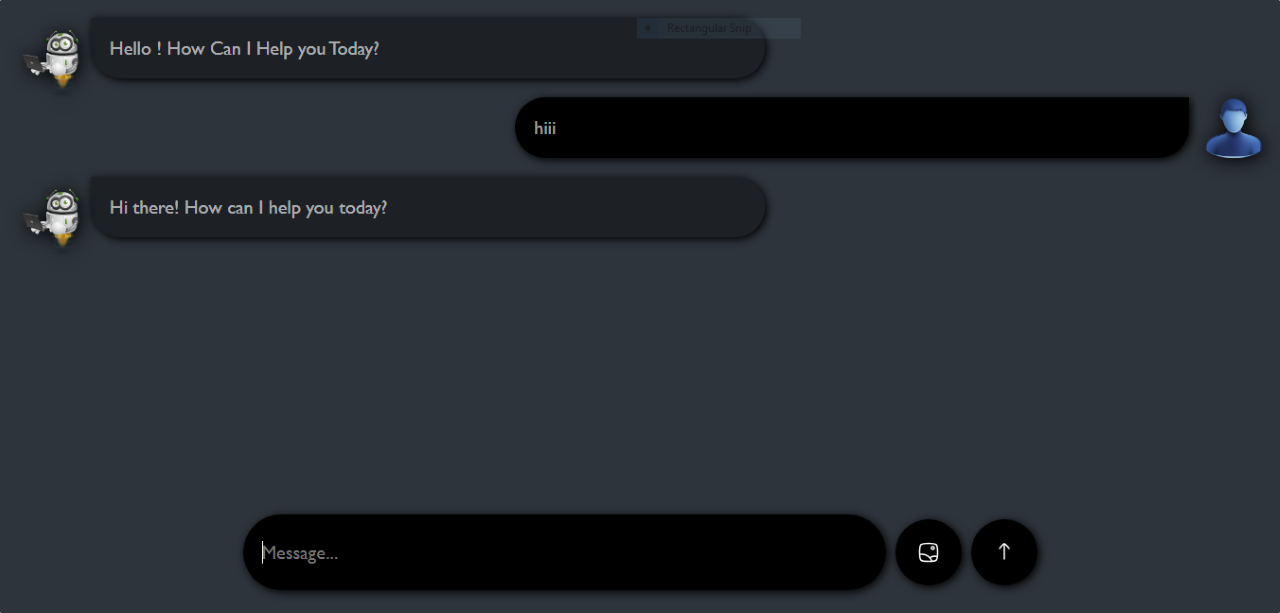 Hello ! How Can I Help you Today?
Rectangular Snip
hiii
Hi there! How can I help you today?
Message...